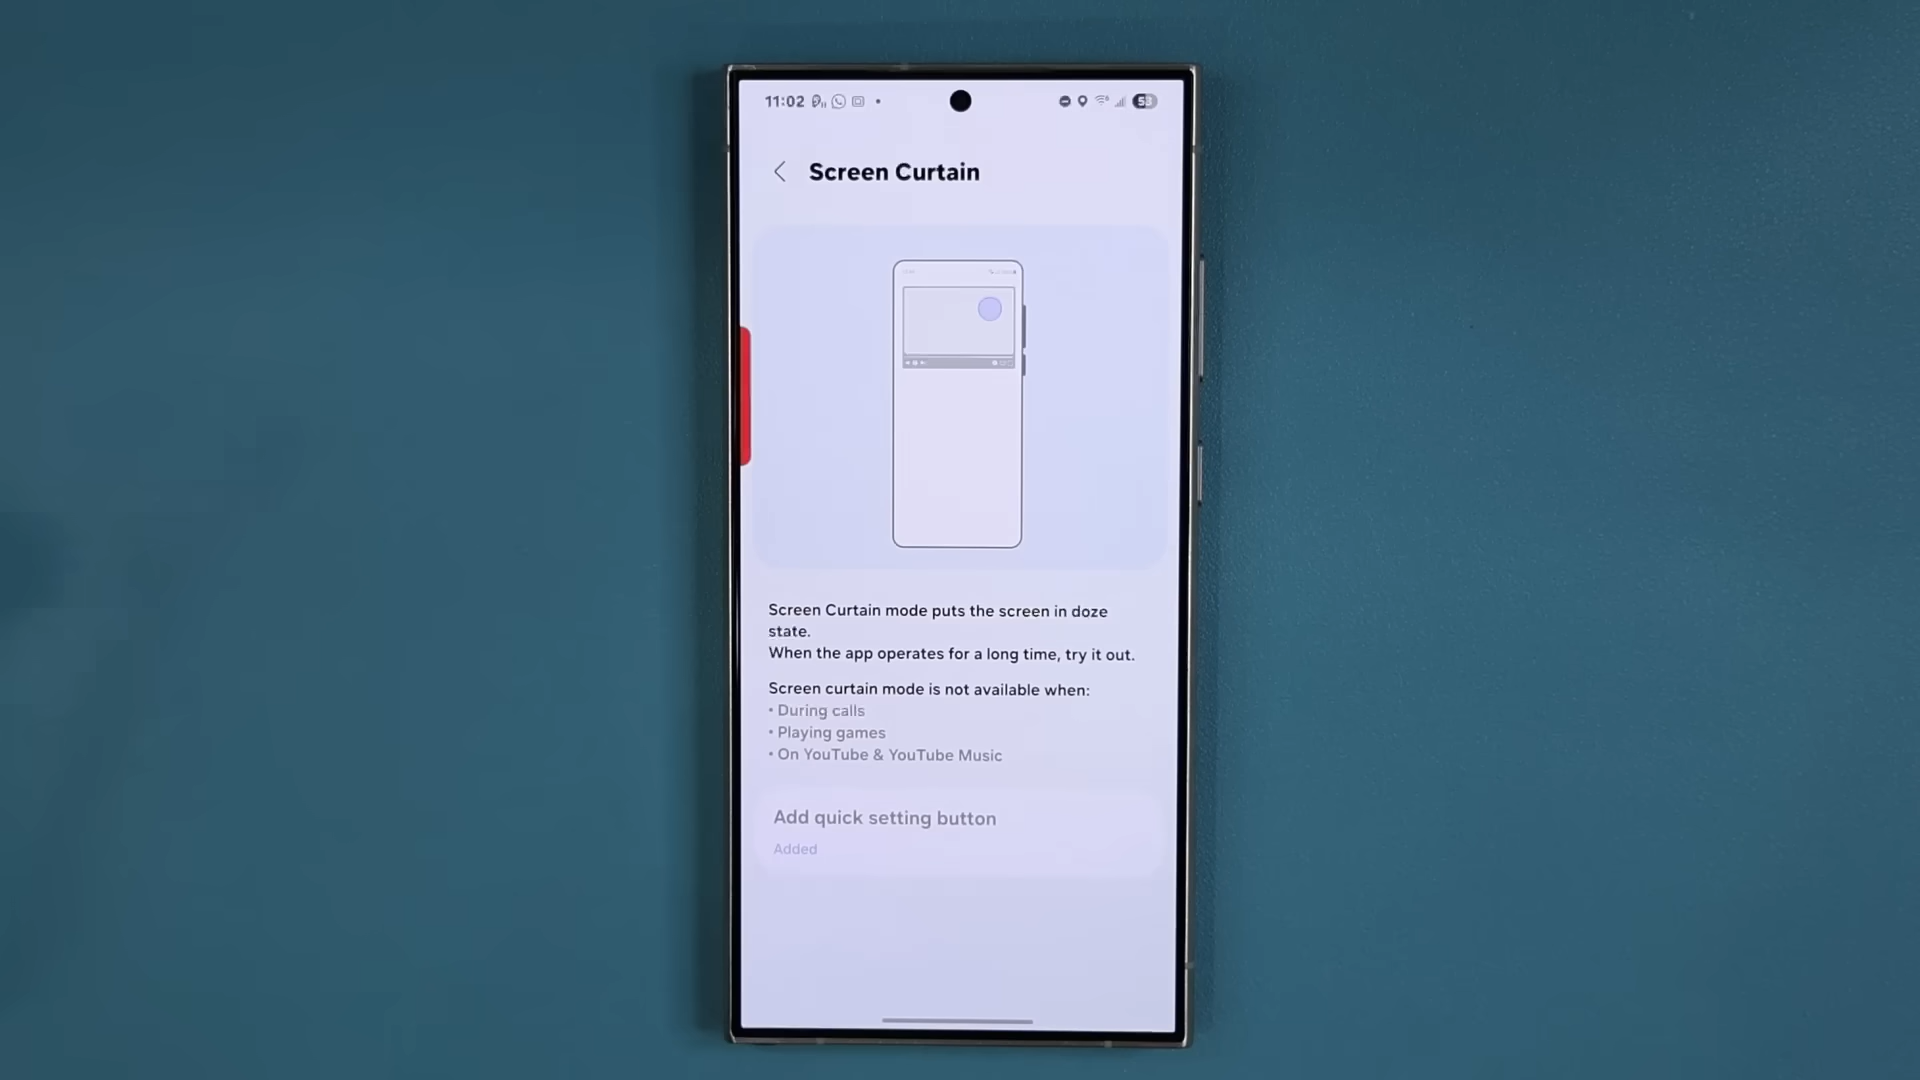 11:02
53
Screen Curtain
Screen Curtain mode puts the screen in doze
state.
When the app operates for a long time, try it out.
Screen curtain mode is not available when:
• During calls
• Playing games
• On YouTube & YouTube Music
Add quick setting button
Added